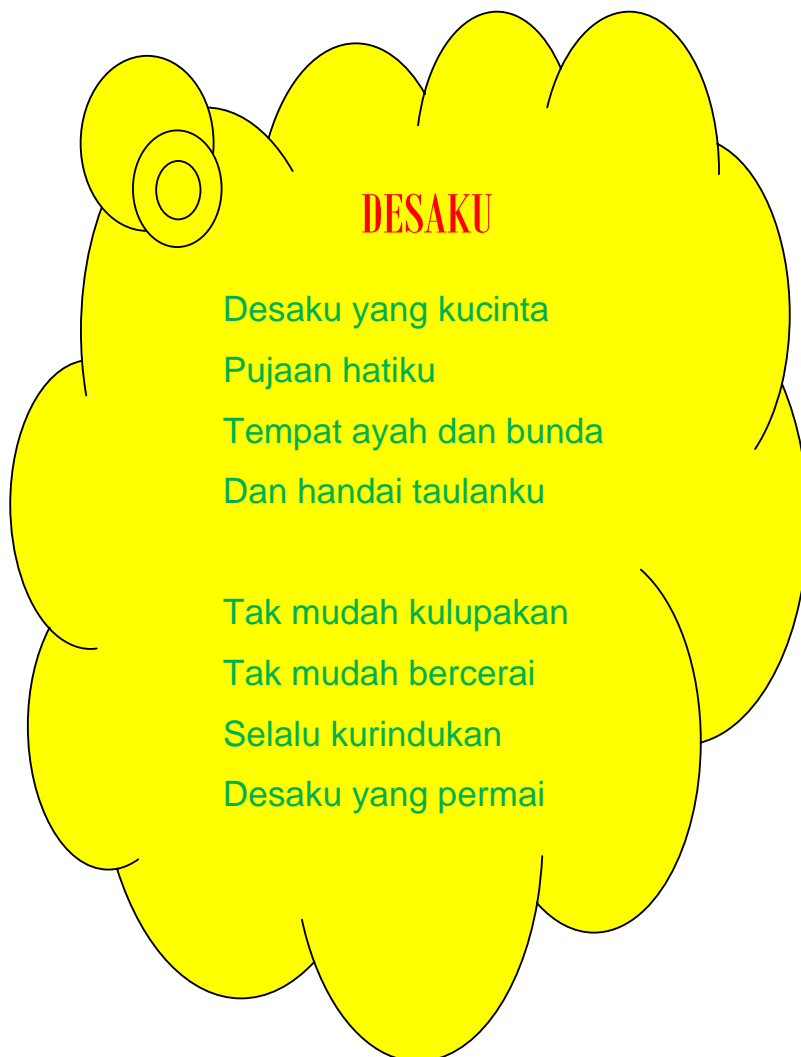 DESAKU
Desaku yang kucinta
Pujaan hatiku
Tempat ayah dan bunda
Dan handai taulanku
Tak mudah kulupakan
Tak mudah bercerai
Selalu kurindukan
Desaku yang permai